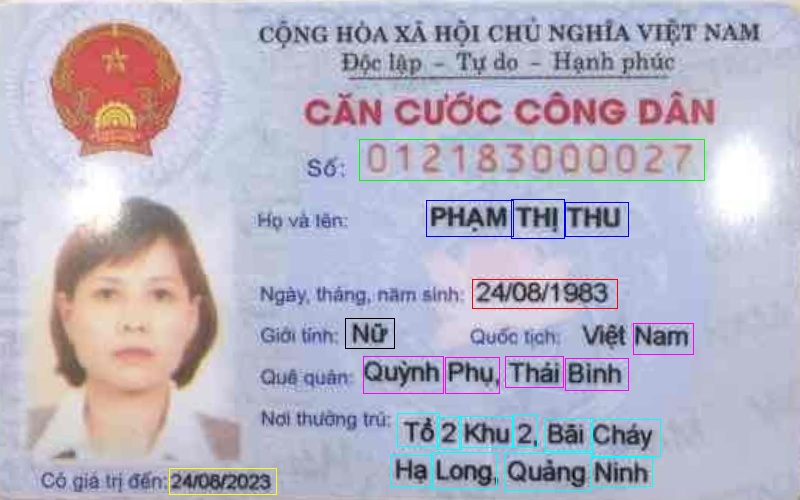 CỘNG HÒA XÃ HỘI CHỦ NGHĨA VIỆT NAM
Độc lập - Tự do - Hạnh phúc
CĂN CƯỚC CÔNG DÂN
Số: 012183000027
Họ và tên: PHẠM THỊ THU
Ngày, tháng, năm sinh: 24/08/1983
Giới tính: Nữ Quốc tịch: Việt Nam
Quê quán: Quỳnh Phụ, Thái Bình
Nơi thường trú: Tổ 2 Khu 2, Bãi Cháy
Hạ Long, Quảng Ninh
Có giá trị đến: 24/08/2023